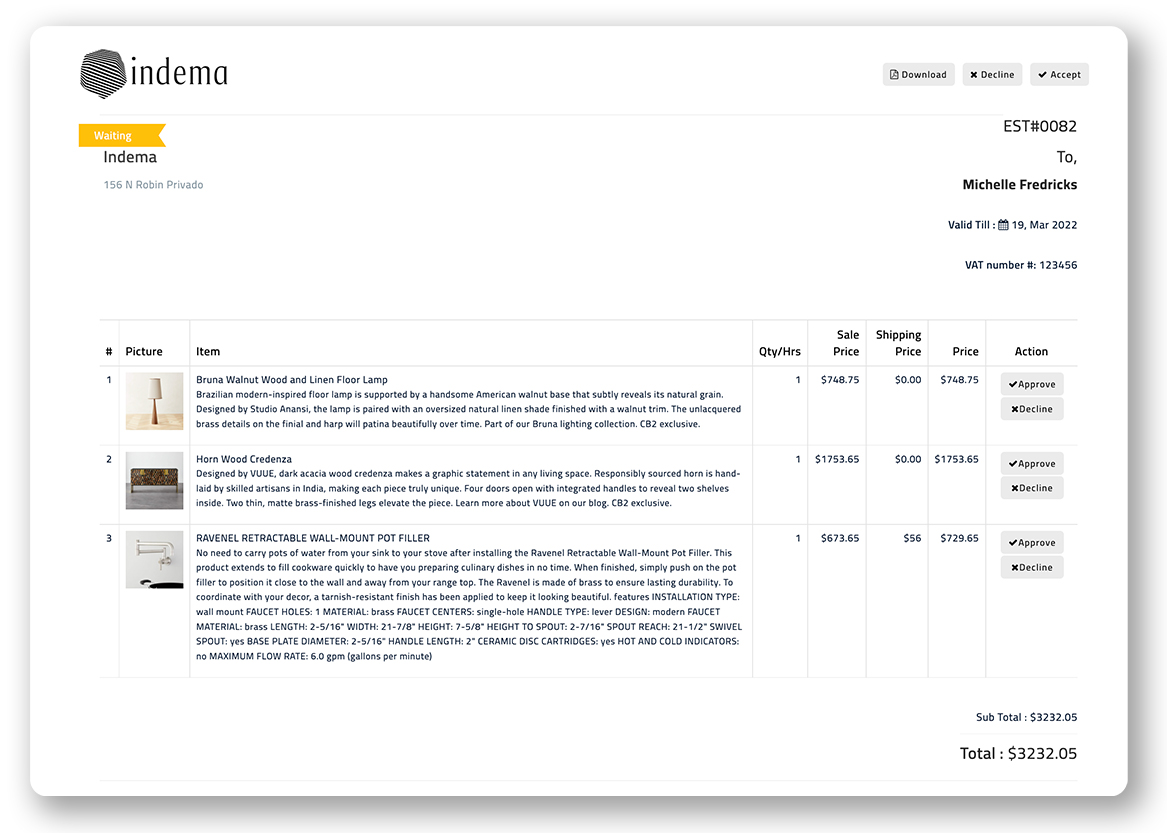 indema
Download Decline Accept
Waiting
EST#0082
Indema
To,
156 N Robin Privado
Michelle Fredricks
Valid Till : 19, Mar 2022
VAT number #: 123456
# Picture Item Qty/Hrs Sale Price Shipping Price Price Action
1 Bruna Walnut Wood and Linen Floor Lamp 1 $748.75 $0.00 $748.75 Approve
Brazilian modern-inspired floor lamp is supported by a handsome American walnut base that subtly reveals its natural grain.
Designed by Studio Anansi, the lamp is paired with an oversized natural linen shade finished with a walnut trim. The unlacquered Decline
brass details on the finial and harp will patina beautifully over time. Part of our Bruna lighting collection. CB2 exclusive.
2 Horn Wood Credenza 1 $1753.65 $0.00 $1753.65 Approve
Designed by VUUE, dark acacia wood credenza makes a graphic statement in any living space. Responsibly sourced horn is hand-
laid by skilled artisans in India, making each piece truly unique. Four doors open with integrated handles to reveal two shelves Decline
inside. Two thin, matte brass-finished legs elevate the piece. Learn more about VUUE on our blog. CB2 exclusive.
3 RAVENEL RETRACTABLE WALL-MOUNT POT FILLER 1 $673.65 $56 $729.65 Approve
No need to carry pots of water from your sink to your stove after installing the Ravenel Retractable Wall-Mount Pot Filler. This
product extends to fill cookware quickly to have you preparing culinary dishes in no time. When finished, simply push on the pot Decline
filler to position it close to the wall and away from your range top. The Ravenel is made of brass to ensure lasting durability. To
coordinate with your decor, a tarnish-resistant finish has been applied to keep it looking beautiful. features INSTALLATION TYPE:
wall mount FAUCET HOLES: 1 MATERIAL: brass FAUCET CENTERS: single-hole HANDLE TYPE: lever DESIGN: modern FAUCET
MATERIAL: brass LENGTH: 2-5/16" WIDTH: 21-7/8" HEIGHT: 7-5/8" HEIGHT TO SPOUT: 2-7/16" SPOUT REACH: 21-1/2" SWIVEL
SPOUT: yes BASE PLATE DIAMETER: 2-5/16" HANDLE LENGTH: 2" CERAMIC DISC CARTRIDGES: yes HOT AND COLD INDICATORS:
no MAXIMUM FLOW RATE: 6.0 gpm (gallons per minute)
Sub Total : $3232.05
Total : $3232.05